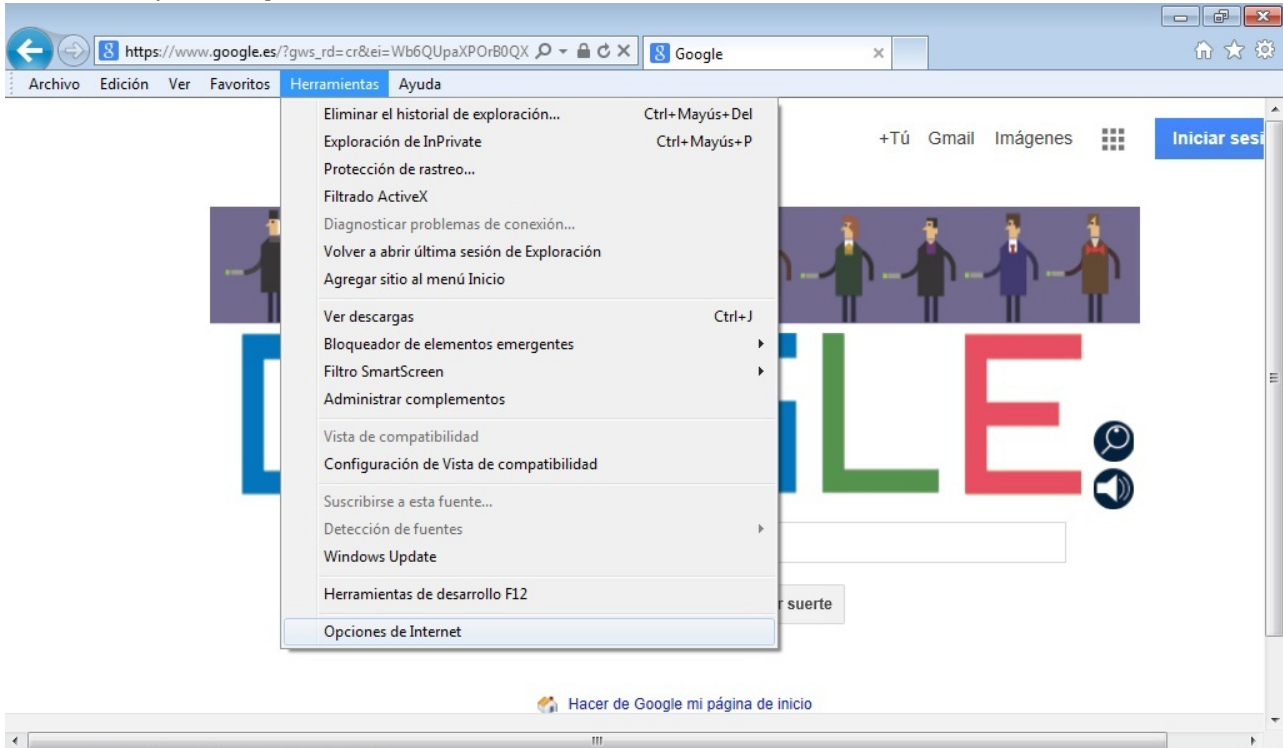 https://www.google.es/?gws_rd=cr&ei=Wb6QUpaXPOrB0QX
Google
Archivo Edición Ver Favoritos Herramientas Ayuda
Eliminar el historial de exploración... Ctrl+Mayús+Del
Exploración de InPrivate Ctrl+Mayús+P
Protección de rastreo...
Filtrado ActiveX
Diagnosticar problemas de conexión...
Volver a abrir última sesión de Exploración
Agregar sitio al menú Inicio
Ver descargas Ctrl+J
Bloqueador de elementos emergentes
Filtro SmartScreen
Administrar complementos
Vista de compatibilidad
Configuración de Vista de compatibilidad
Suscribirse a esta fuente...
Detección de fuentes
Windows Update
Herramientas de desarrollo F12
Opciones de Internet
+Tú Gmail Imágenes
Iniciar sesi
L E
r suerte
Hacer de Google mi página de inicio